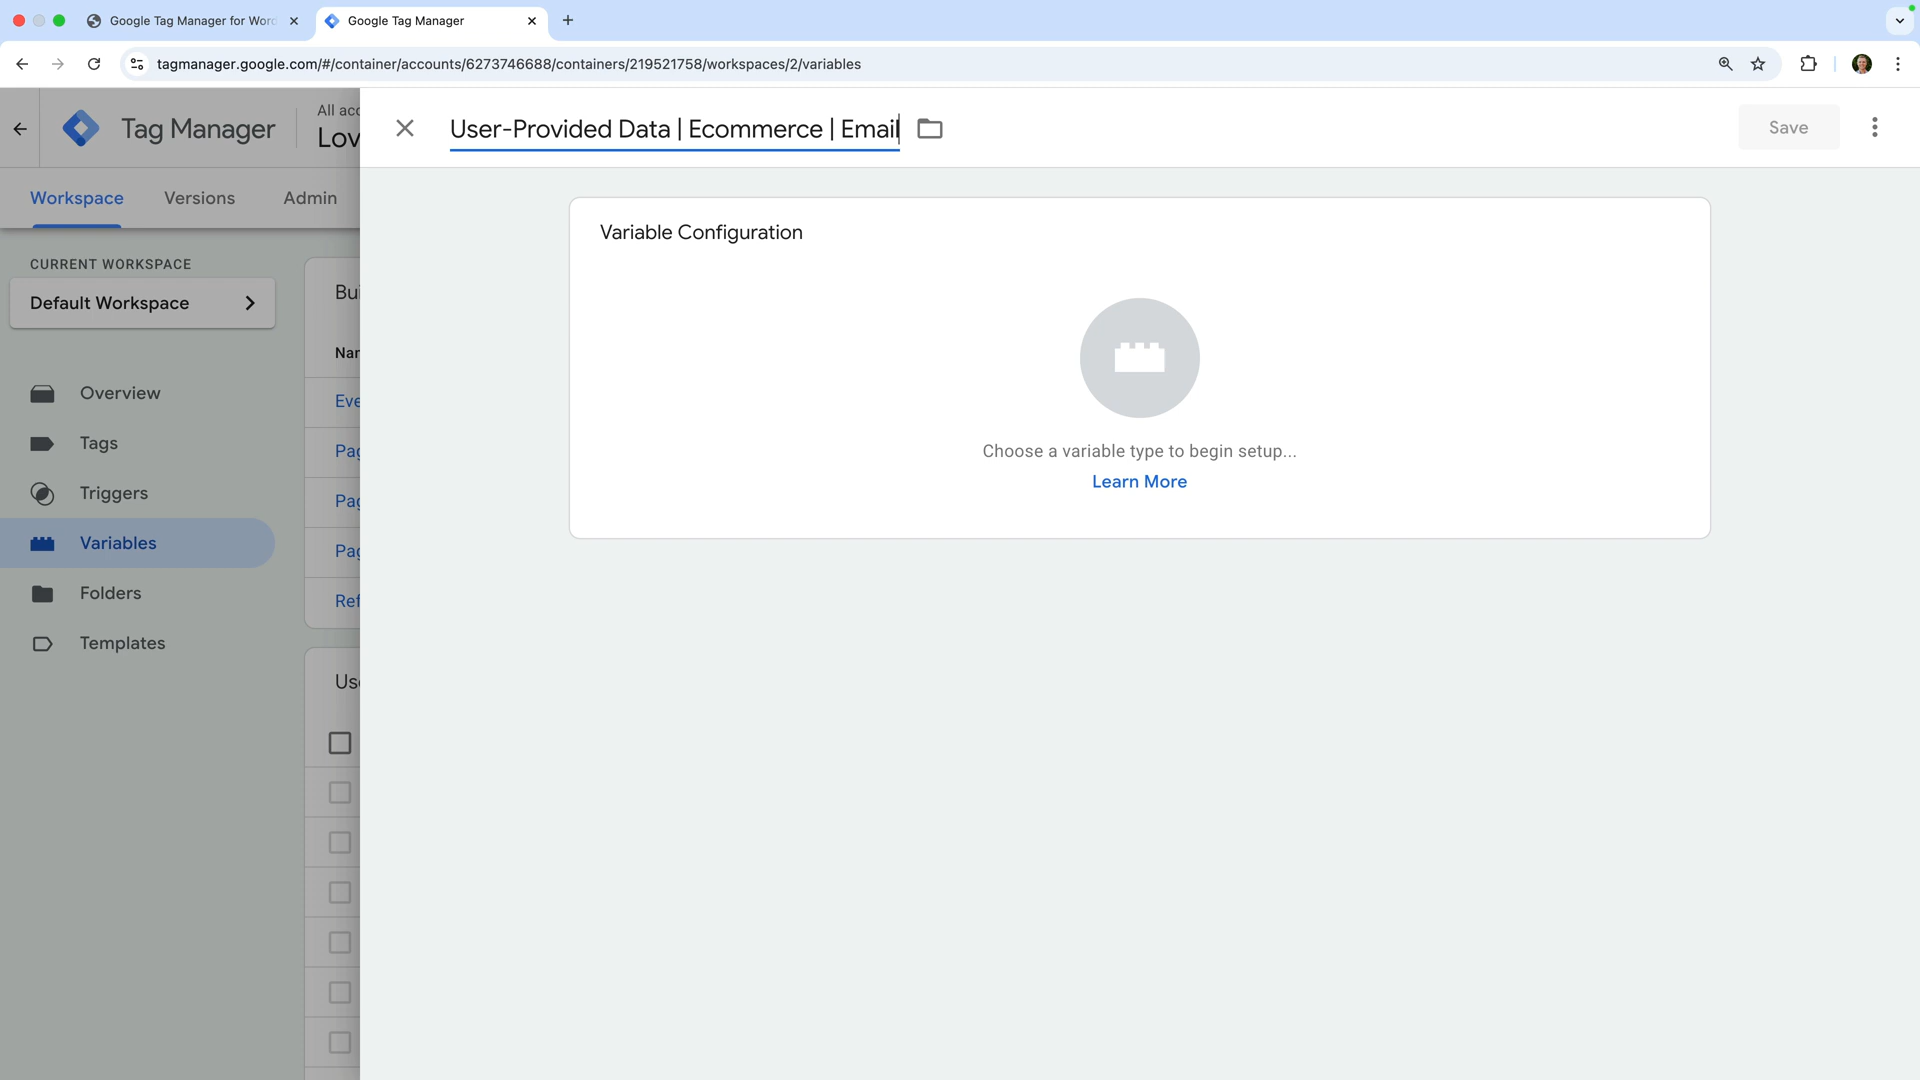 Google Tag Manager for Word
Google Tag Manager
tagmanager.google.com/#/container/accounts/6273746688/containers/219521758/workspaces/2/variables
Tag Manager
All acc
Lov
User-Provided Data | Ecommerce | Email
Save
Workspace
Versions
Admin
CURRENT WORKSPACE
Default Workspace
Overview
Tags
Triggers
Variables
Folders
Templates
Bui
Nar
Eve
Pag
Pag
Pag
Ref
Use
Variable Configuration
Choose a variable type to begin setup...
Learn More